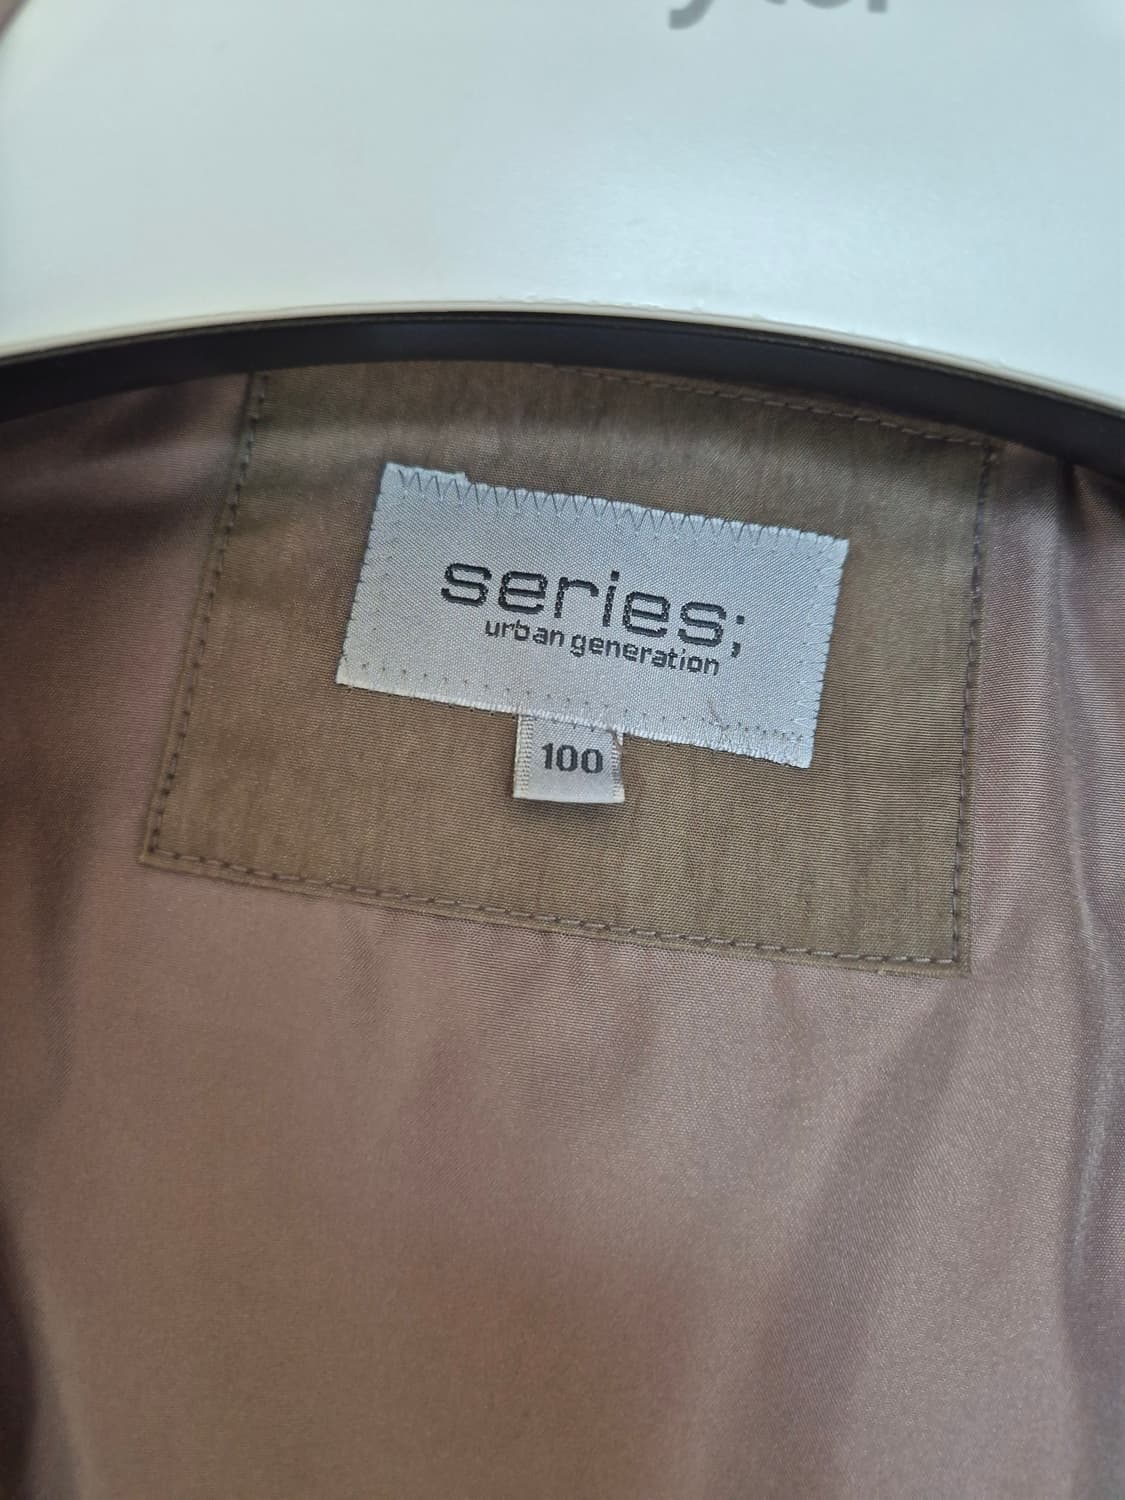 series;
urban generation
100